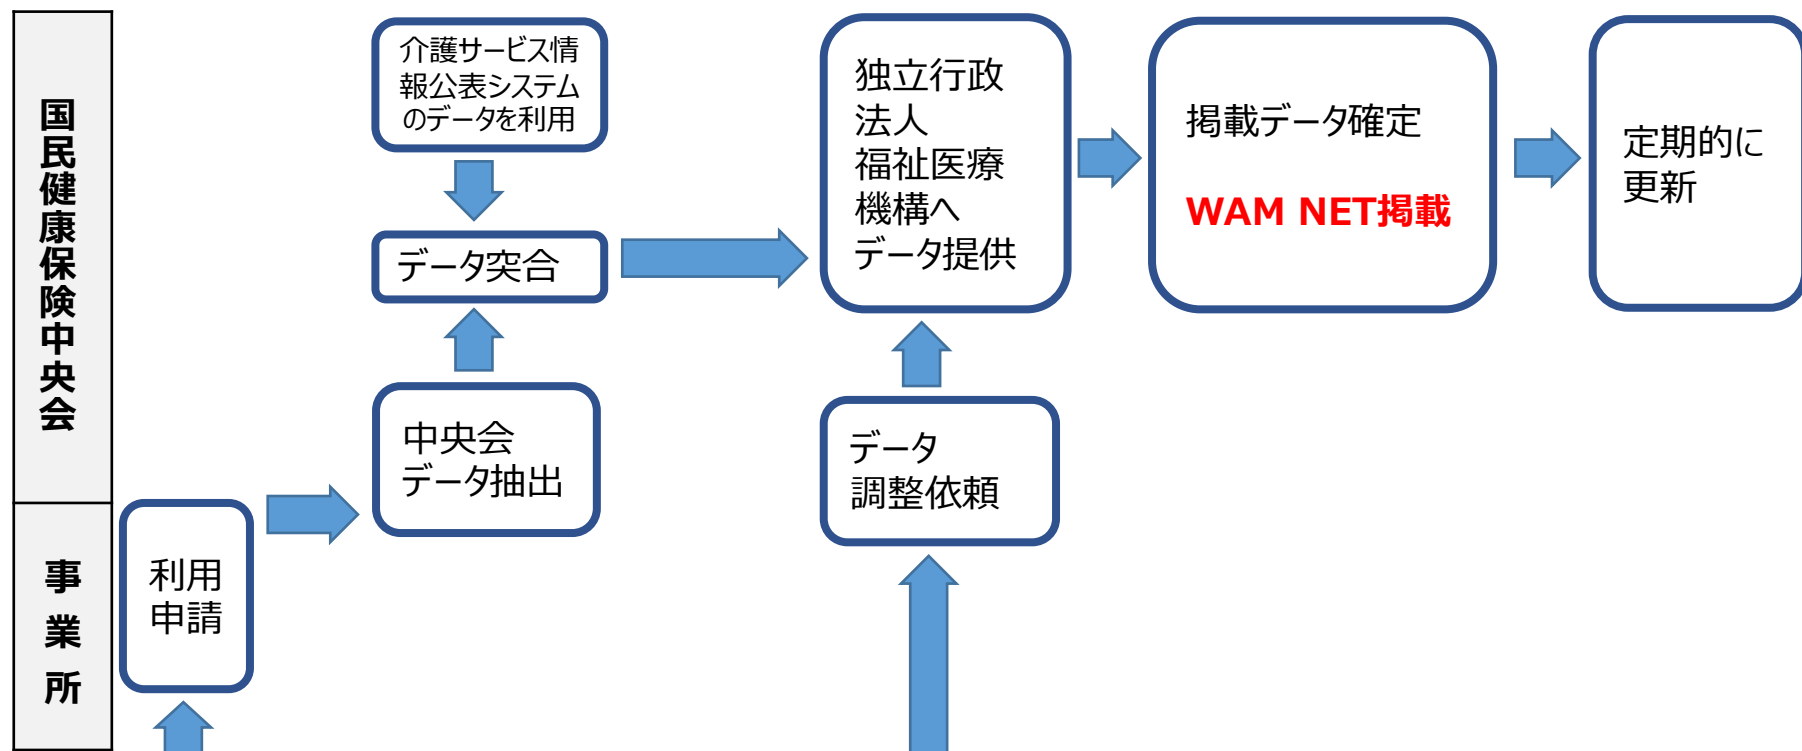 国民健康保険中央会
介護サービス情
報公表システム
のデータを利用
データ突合
中央会
データ抽出
独立行政
法人
福祉医療
機構へ
データ提供
データ
調整依頼
掲載データ確定
WAM NET掲載
定期的に
更新
事業所
利用
申請